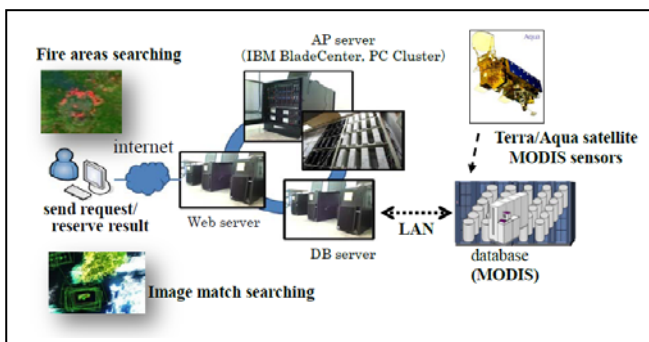 Fire areas searching
AP server
(IBM BladeCenter, PC Cluster)
Aqua
Terra/Aqua satellite
MODIS sensors
internet
send request/
reserve result
Web server
DB server
LAN
database
(MODIS)
Image match searching